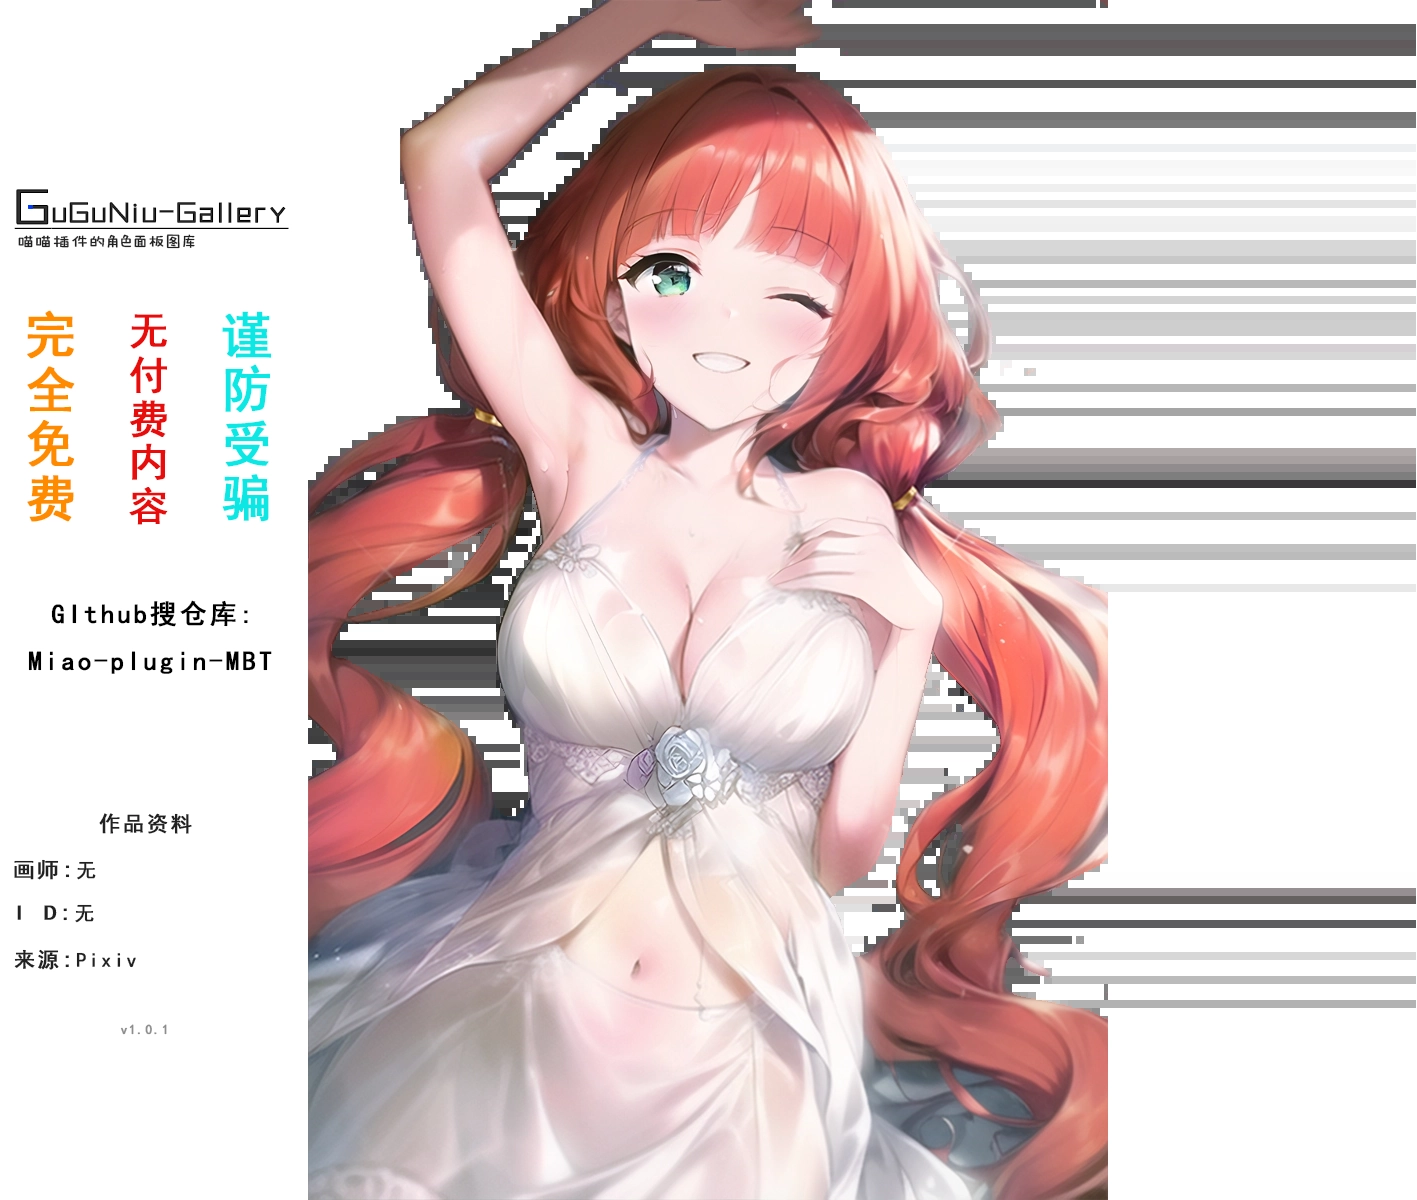 GuGuNiu-Gallery
喵喵插件的角色面板图库
完全免费
无付费内容
谨防受骗
GIthub搜仓库:
Miao-plugin-MBT
作品资料
画师:无
I D:无
来源:Pixiv
v1.0.1